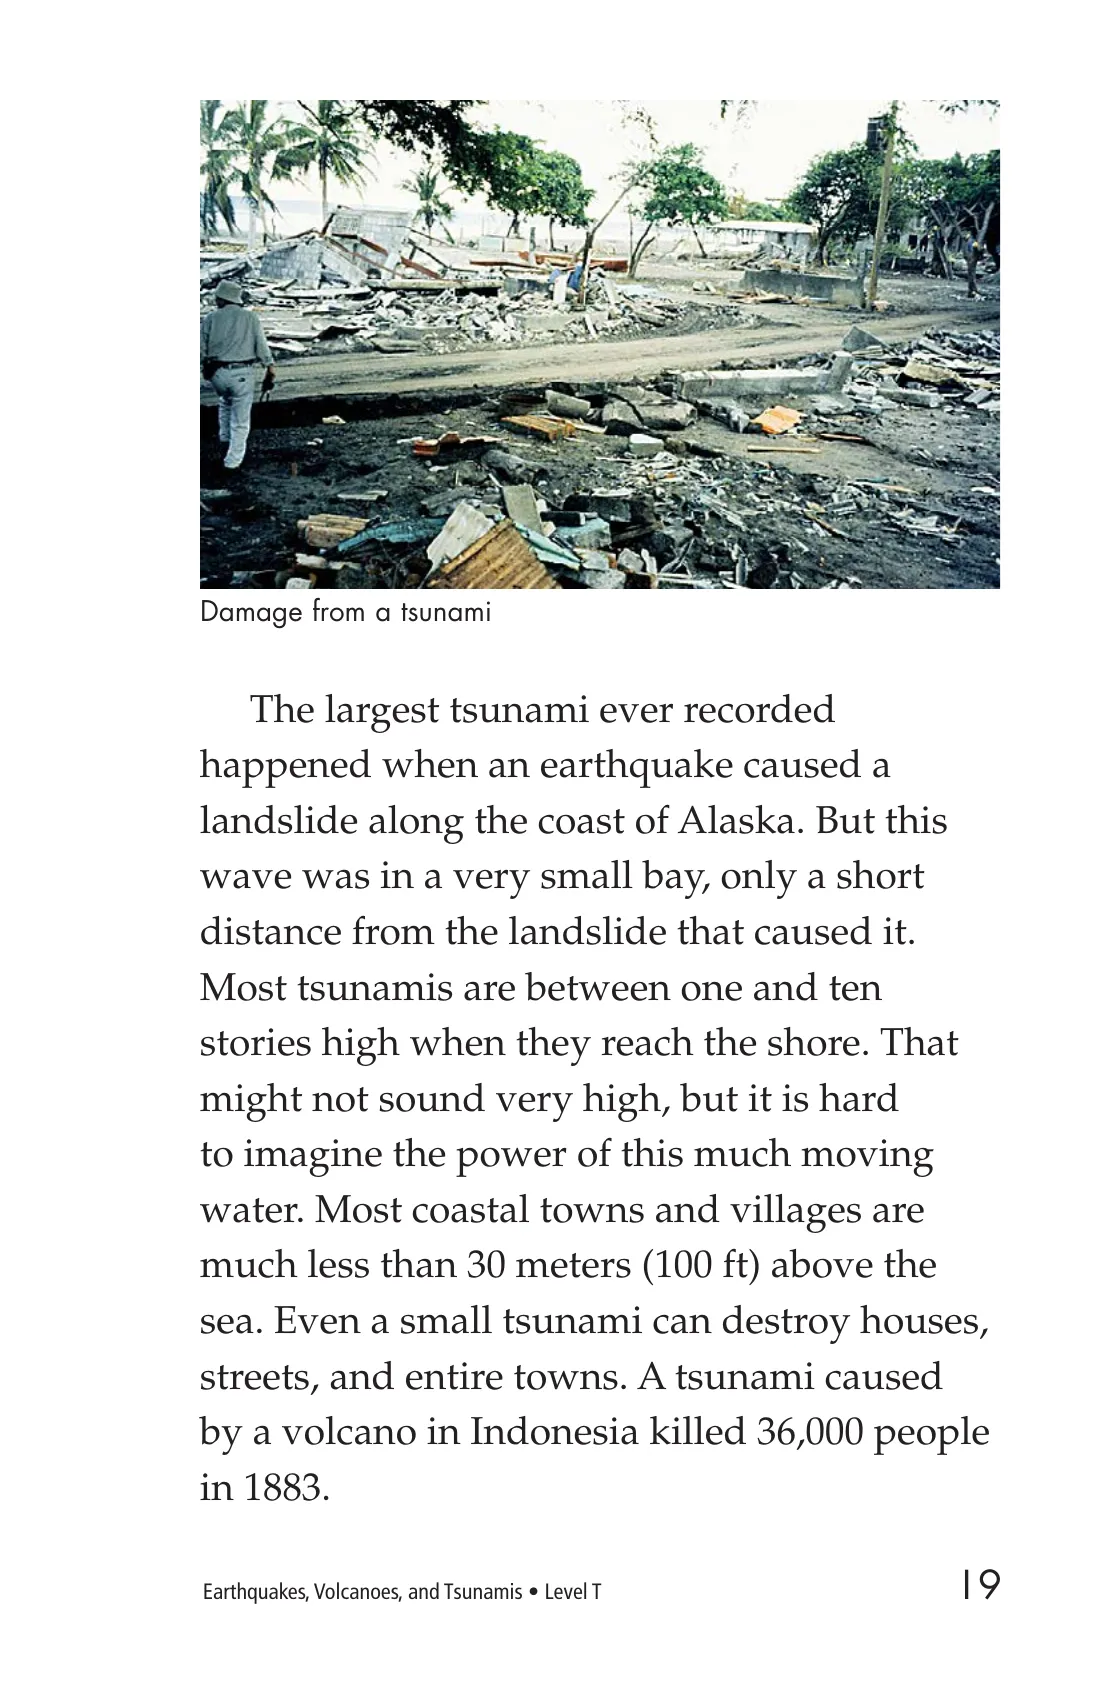 Damage from a tsunami
The largest tsunami ever recorded
happened when an earthquake caused a
landslide along the coast of Alaska. But this
wave was in a very small bay, only a short
distance from the landslide that caused it.
Most tsunamis are between one and ten
stories high when they reach the shore. That
might not sound very high, but it is hard
to imagine the power of this much moving
water. Most coastal towns and villages are
much less than 30 meters (100 ft) above the
sea. Even a small tsunami can destroy houses,
streets, and entire towns. A tsunami caused
by a volcano in Indonesia killed 36,000 people
in 1883.
Earthquakes, Volcanoes, and Tsunamis • Level T 19